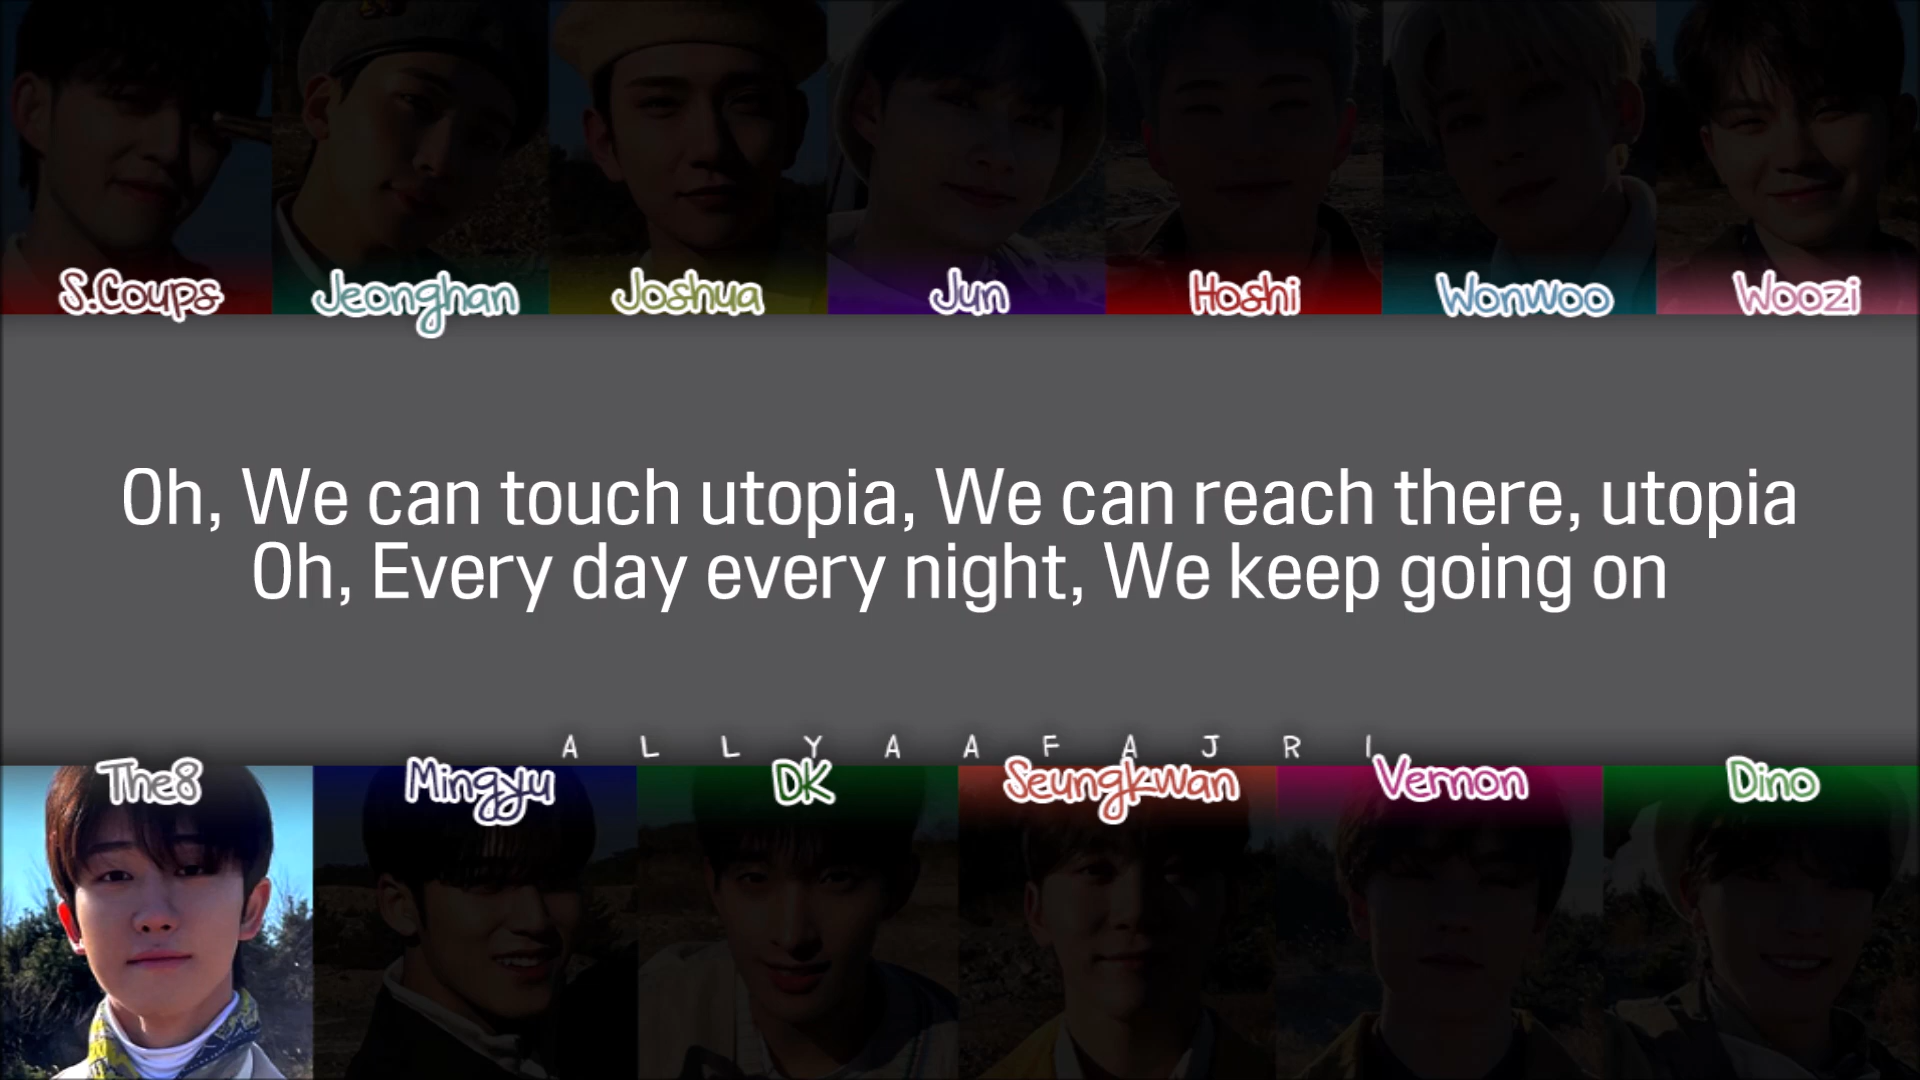 S.Coups Jeonghan Joshua Jun Hoshi Wonwoo Woozi
Oh, We can touch utopia, We can reach there, utopia
Oh, Every day every night, We keep going on
A L L Y A A F A J R I
The8 Mingyu DK Seungkwan Vernon Dino